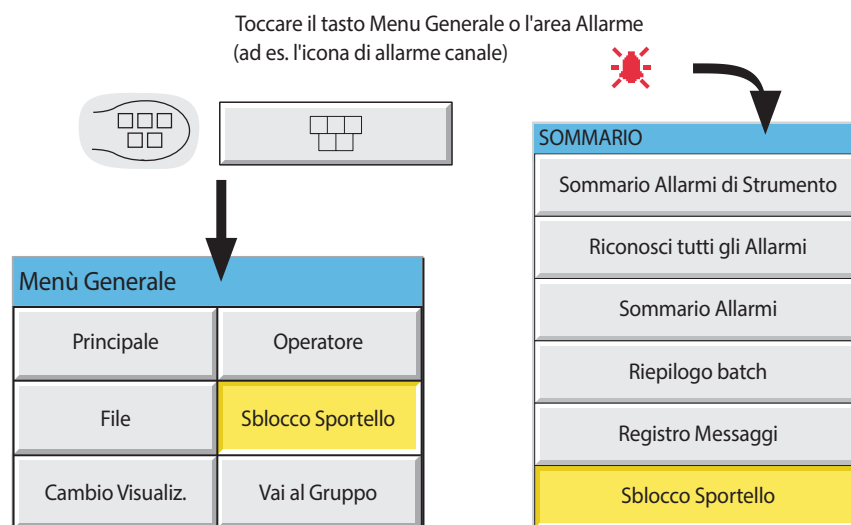 Toccare il tasto Menu Generale o l'area Allarme
(ad es. l'icona di allarme canale)
Menù Generale
Principale
Operatore
File
Sblocco Sportello
Cambio Visualiz.
Vai al Gruppo
SOMMARIO
Sommario Allarmi di Strumento
Riconosci tutti gli Allarmi
Sommario Allarmi
Riepilogo batch
Registro Messaggi
Sblocco Sportello